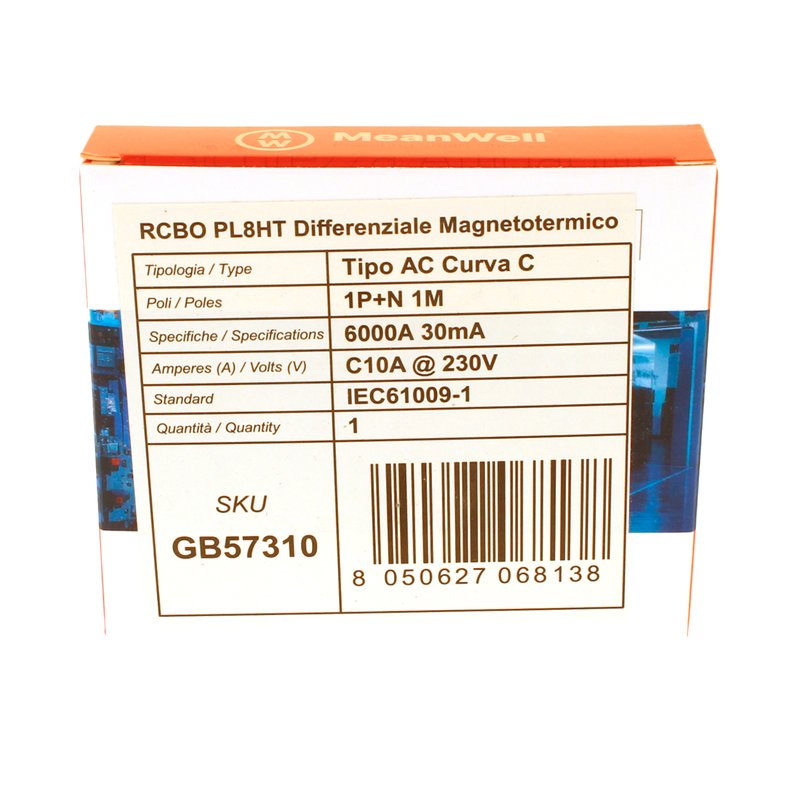 MW MeanWell
RCBO PL8HT Differenziale Magnetotermico
Tipologia / Type Tipo AC Curva C
Poli / Poles 1P+N 1M
Specifiche / Specifications 6000A 30mA
Amperes (A) / Volts (V) C10A @ 230V
Standard IEC61009-1
Quantità / Quantity 1
SKU
GB57310
8 050627 068138